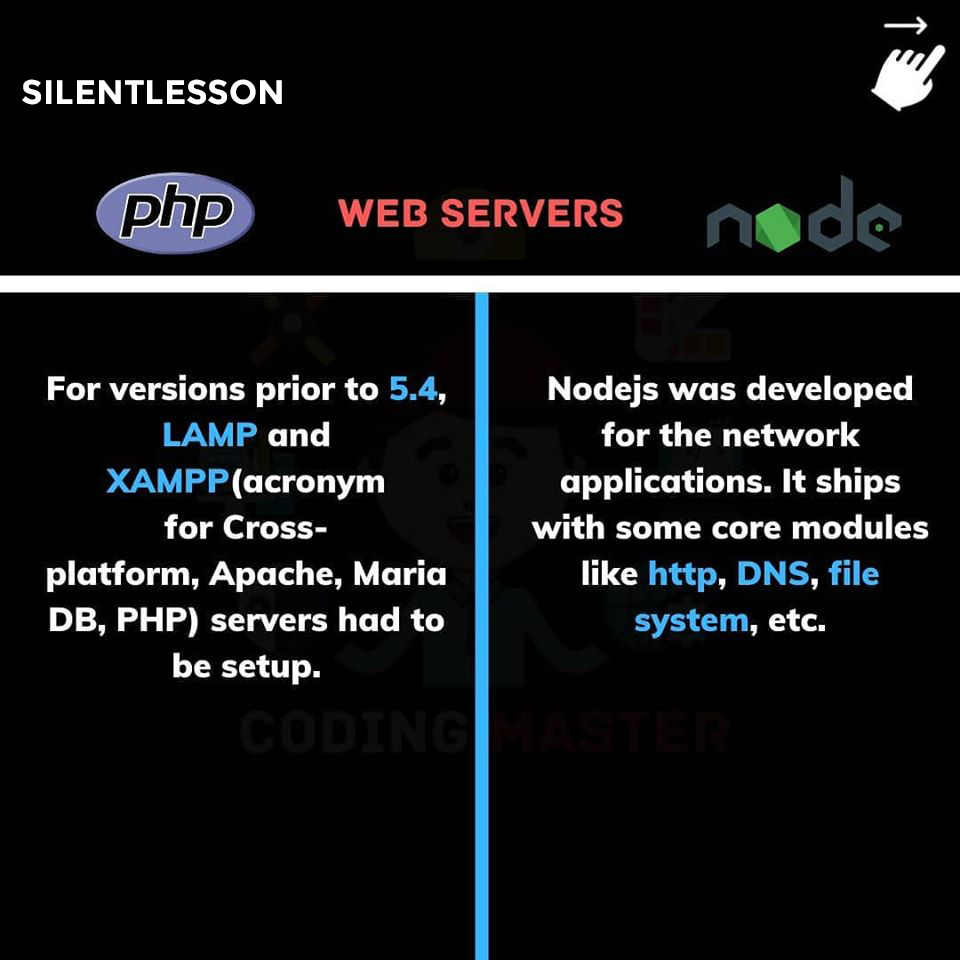 SILENTLESSON
php
WEB SERVERS
node
For versions prior to 5.4,
LAMP and
XAMPP(acronym
for Cross-
platform, Apache, Maria
DB, PHP) servers had to
be setup.
Nodejs was developed
for the network
applications. It ships
with some core modules
like http, DNS, file
system, etc.
CODING MASTER